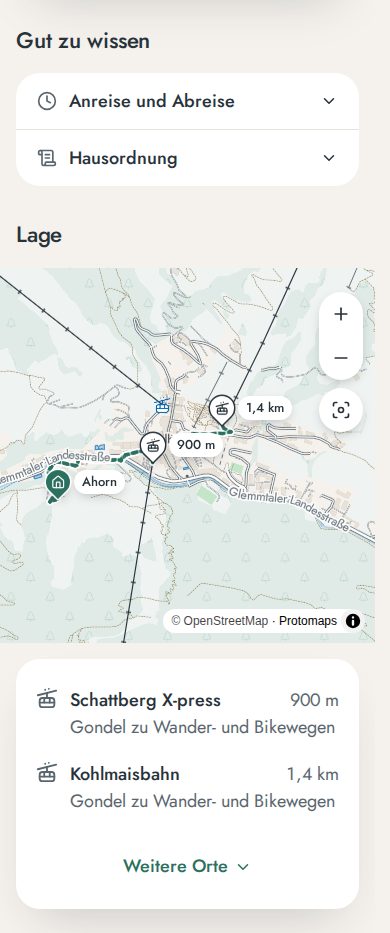 Gut zu wissen
Anreise und Abreise
Hausordnung
Lage
1,4 km
900 m
Glemmtaler Landesstraße
Ahorn
Glemmtaler Landesstraße
© OpenStreetMap · Protomaps
Schattberg X-press 900 m
Gondel zu Wander- und Bikewegen
Kohlmaisbahn 1,4 km
Gondel zu Wander- und Bikewegen
Weitere Orte